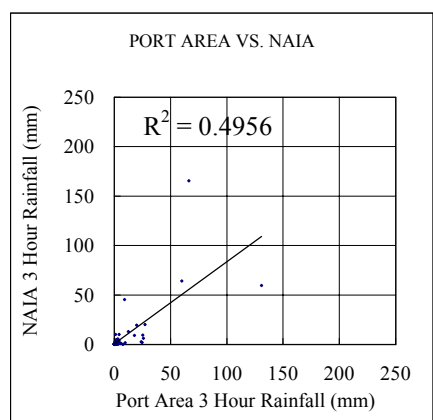 PORT AREA VS. NAIA
R² = 0.4956
NAIA 3 Hour Rainfall (mm)
250
200
150
100
50
0
0 50 100 150 200 250
Port Area 3 Hour Rainfall (mm)